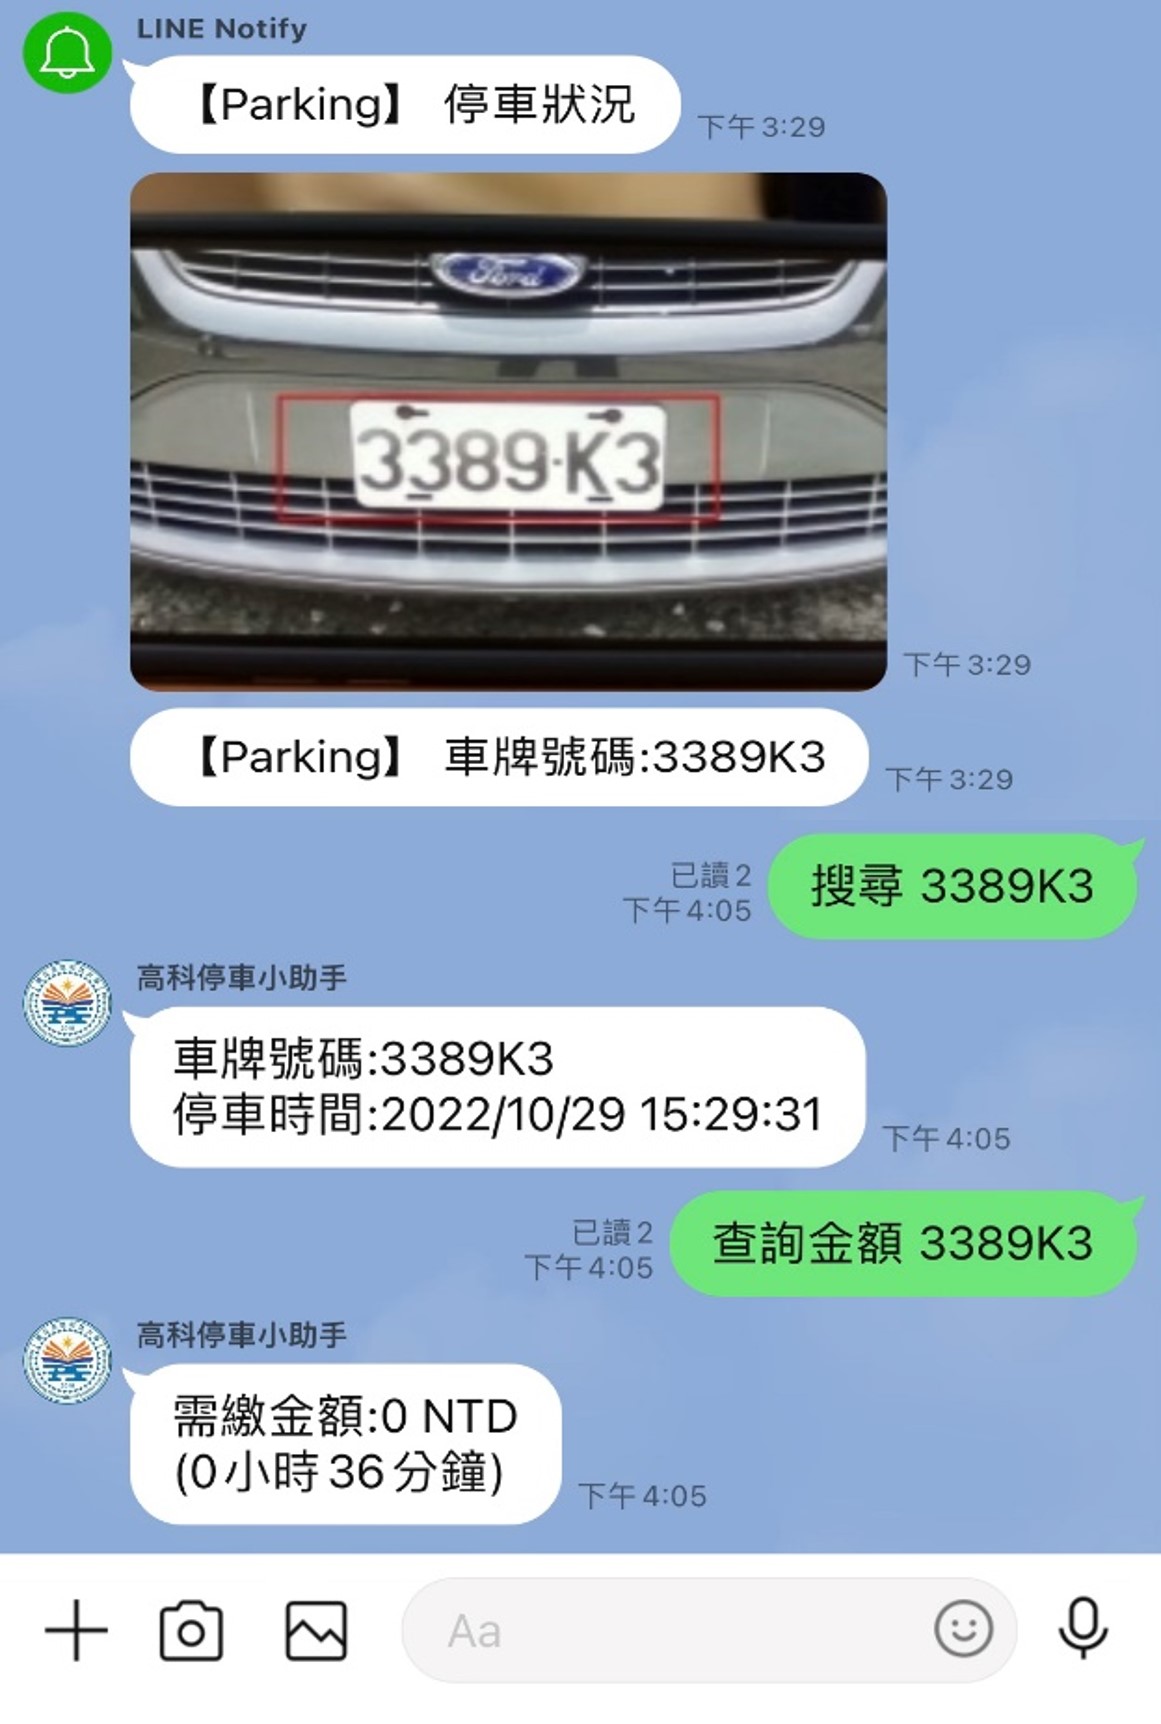 LINE Notify
【Parking】 停車狀況
下午3:29
Ford
3389·K3
下午3:29
【Parking】 車牌號碼:3389K3
下午3:29
已讀2
下午4:05
搜尋 3389K3
高科停車小助手
車牌號碼:3389K3
停車時間:2022/10/29 15:29:31
下午4:05
已讀2
下午4:05
查詢金額 3389K3
高科停車小助手
需繳金額:0 NTD
(0小時36分鐘)
下午4:05
Aa